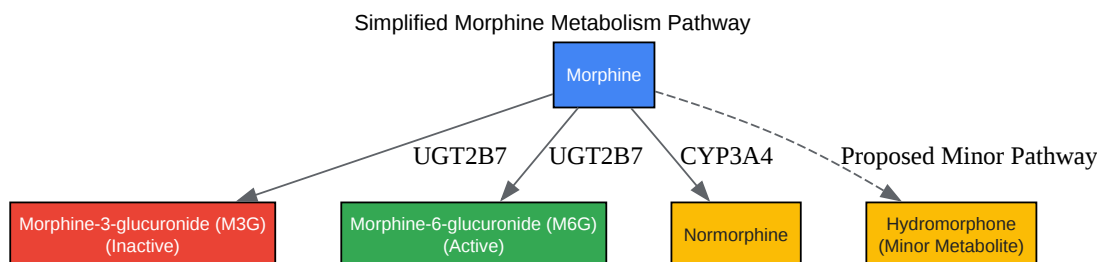 Simplified Morphine Metabolism Pathway
Morphine
UGT2B7
UGT2B7
CYP3A4
Proposed Minor Pathway
Morphine-3-glucuronide (M3G)
(Inactive)
Morphine-6-glucuronide (M6G)
(Active)
Normorphine
Hydromorphone
(Minor Metabolite)